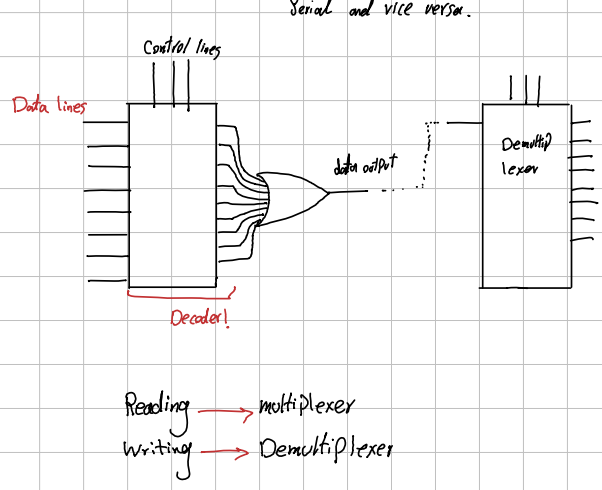 Serial and vice versa.
Control lines
Data lines
data output
Demultip
lexer
Decoder!
Reading → multiplexer
Writing → Demultiplexer